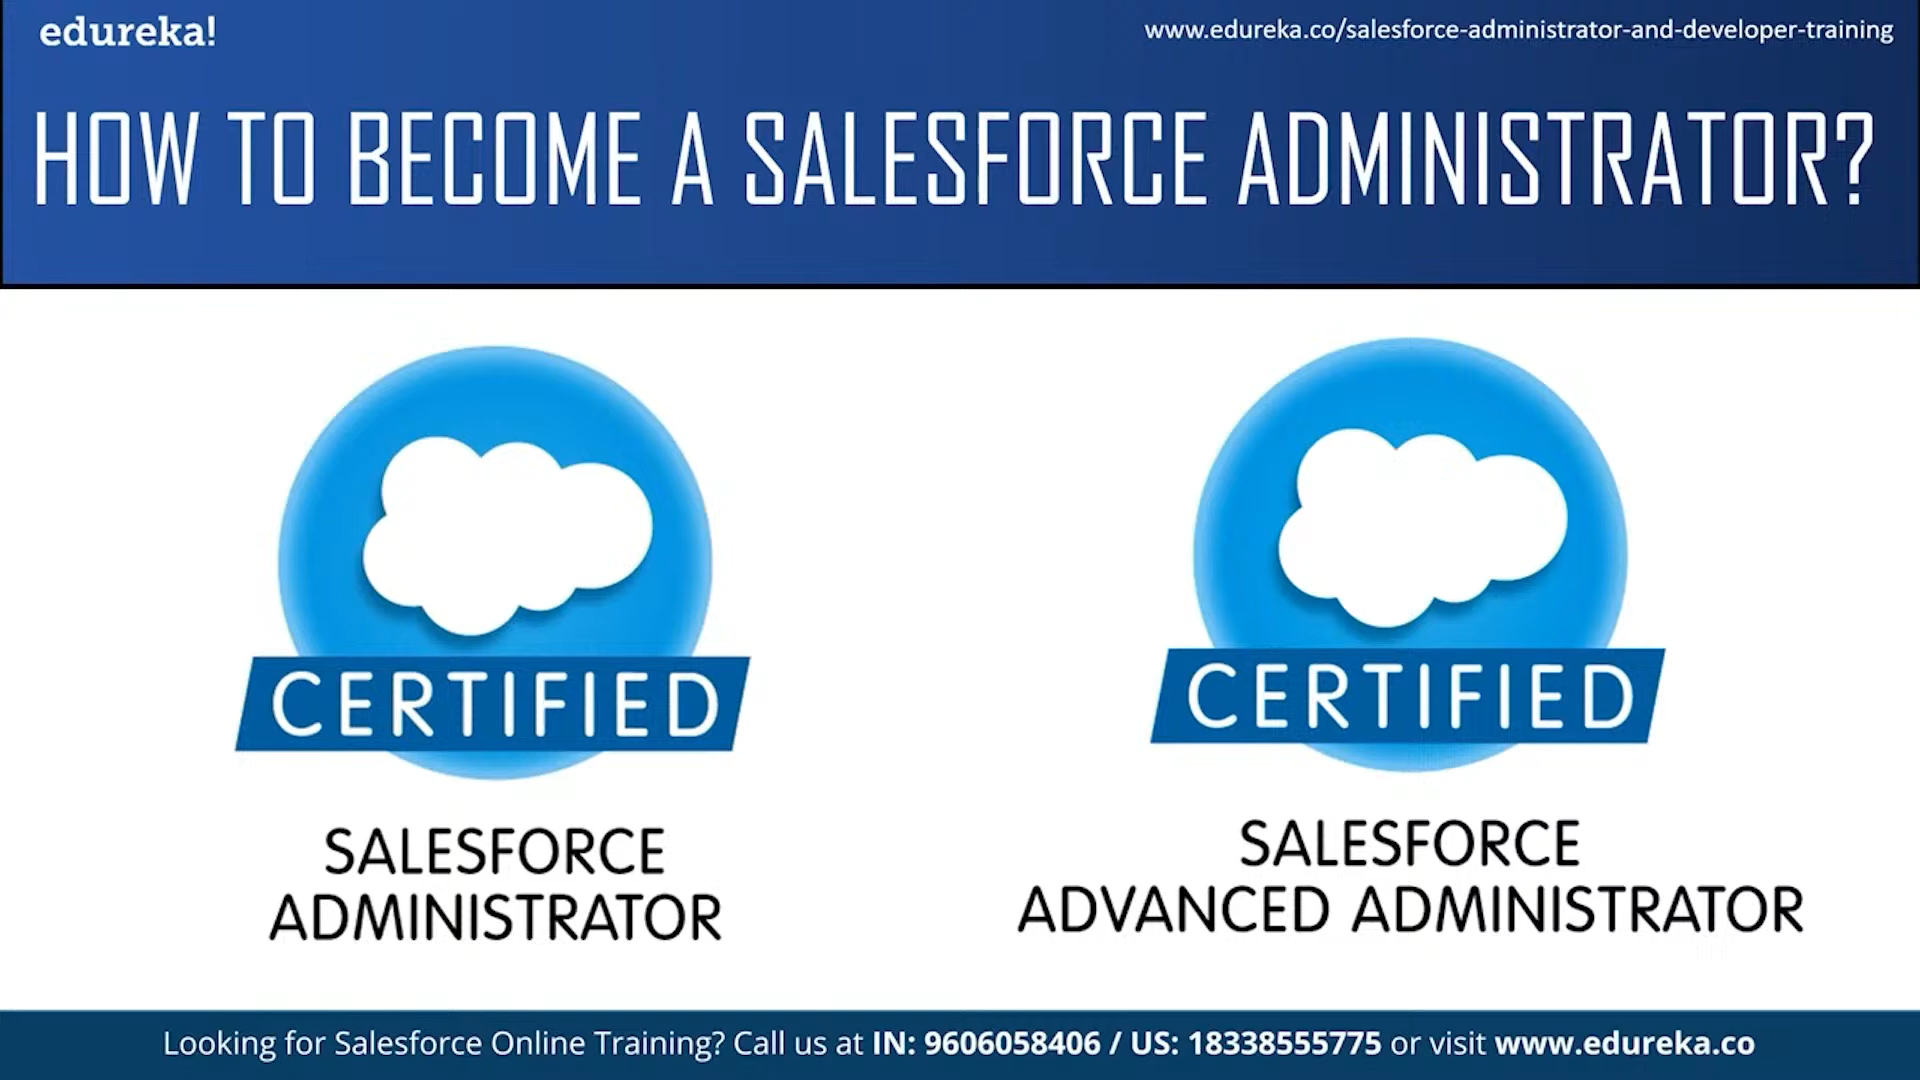 edureka!
www.edureka.co/salesforce-administrator-and-developer-training
HOW TO BECOME A SALESFORCE ADMINISTRATOR?
CERTIFIED
SALESFORCE
ADMINISTRATOR
CERTIFIED
SALESFORCE
ADVANCED ADMINISTRATOR
Looking for Salesforce Online Training? Call us at IN: 9606058406 / US: 18338555775 or visit www.edureka.co